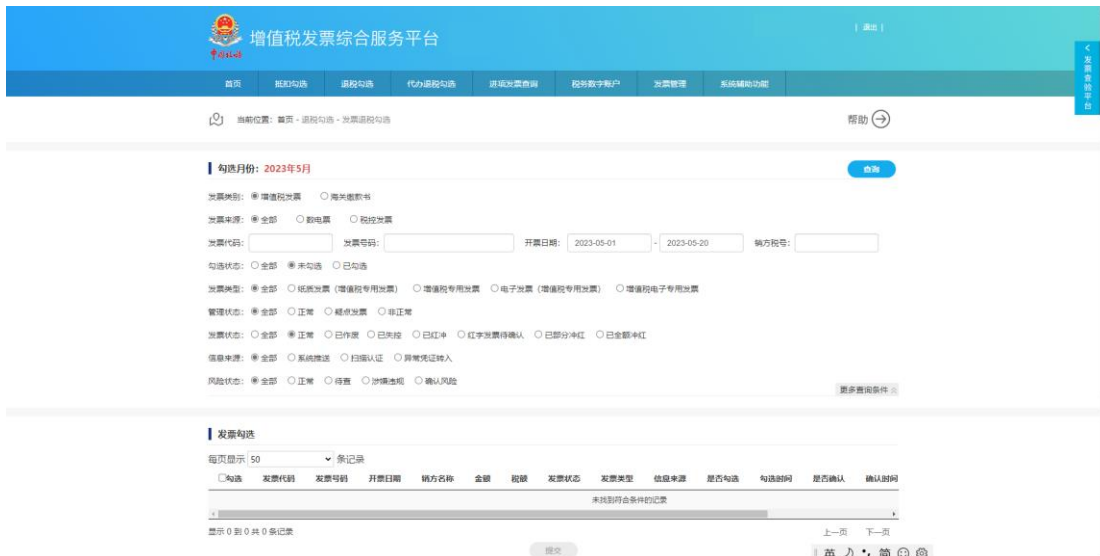 增值税发票综合服务平台
[ 退出 ]
中国税务
首页 抵扣勾选 退税勾选 代办退税勾选 进项发票查询 税务数字账户 发票管理 系统辅助功能
< 发票查验平台
当前位置：首页 - 退税勾选 - 发票退税勾选
帮助
勾选月份：2023年5月
查询
发票类别： 增值税发票 海关缴款书
发票来源： 全部 数电票 税控发票
发票代码： 发票号码： 开票日期： 2023-05-01 - 2023-05-20 销方税号：
勾选状态： 全部 未勾选 已勾选
发票类型： 全部 纸质发票（增值税专用发票） 增值税专用发票 电子发票（增值税专用发票） 增值税电子专用发票
管理状态： 全部 正常 疑点发票 非正常
发票状态： 全部 正常 已作废 已失控 已红冲 红字发票待确认 已部分冲红 已全额冲红
信息来源： 全部 系统推送 扫描认证 异常凭证转入
风险状态： 全部 正常 待查 涉嫌违规 确认风险
更多查询条件
发票勾选
每页显示 50 条记录
勾选 发票代码 发票号码 开票日期 销方名称 金额 税额 发票状态 发票类型 信息来源 是否勾选 勾选时间 是否确认 确认时间
未找到符合条件的记录
显示 0 到 0 共 0 条记录
上一页 下一页
提交
英 简